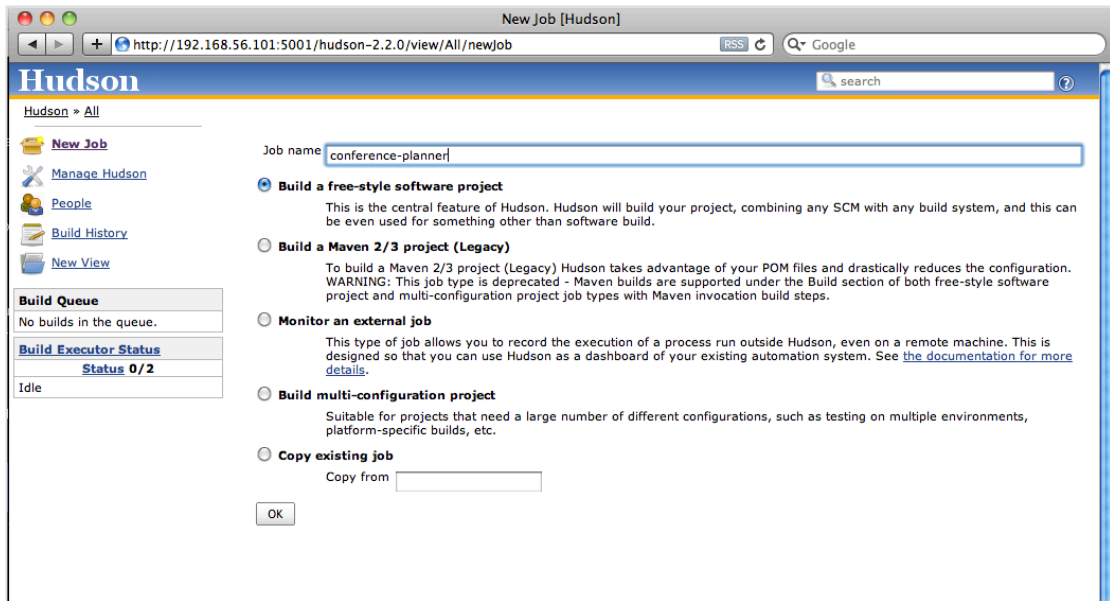 New Job [Hudson]
http://192.168.56.101:5001/hudson-2.2.0/view/All/newJob
RSS
Google
Hudson
search
?
Hudson » All
New Job
Manage Hudson
People
Build History
New View
Build Queue
No builds in the queue.
Build Executor Status
Status 0/2
Idle
Job name conference-planner
Build a free-style software project
This is the central feature of Hudson. Hudson will build your project, combining any SCM with any build system, and this can
be even used for something other than software build.
Build a Maven 2/3 project (Legacy)
To build a Maven 2/3 project (Legacy) Hudson takes advantage of your POM files and drastically reduces the configuration.
WARNING: This job type is deprecated - Maven builds are supported under the Build section of both free-style software
project and multi-configuration project job types with Maven invocation build steps.
Monitor an external job
This type of job allows you to record the execution of a process run outside Hudson, even on a remote machine. This is
designed so that you can use Hudson as a dashboard of your existing automation system. See the documentation for more
details.
Build multi-configuration project
Suitable for projects that need a large number of different configurations, such as testing on multiple environments,
platform-specific builds, etc.
Copy existing job
Copy from
OK